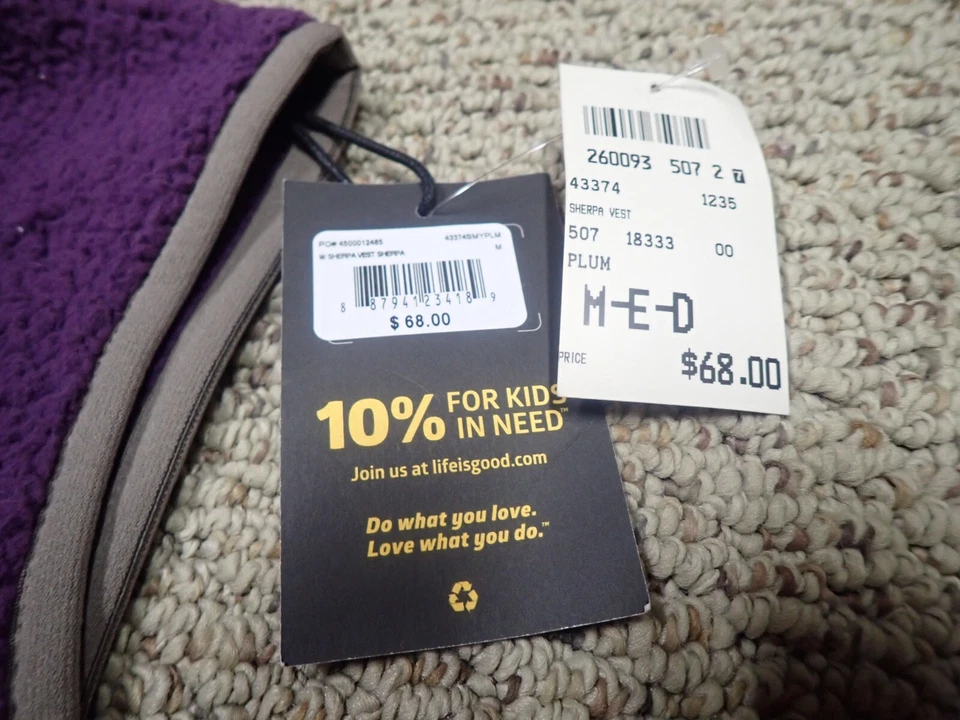 PO# 4500012485 43374SMYPLM
W SHERPA VEST SHERPA M
8 87941 23418 9
$ 68.00
10% FOR KIDS
IN NEED™
Join us at lifeisgood.com
Do what you love.
Love what you do.™
260093 507 2 7
43374 1235
SHERPA VEST
507 18333 00
PLUM
M-E-D
PRICE $68.00